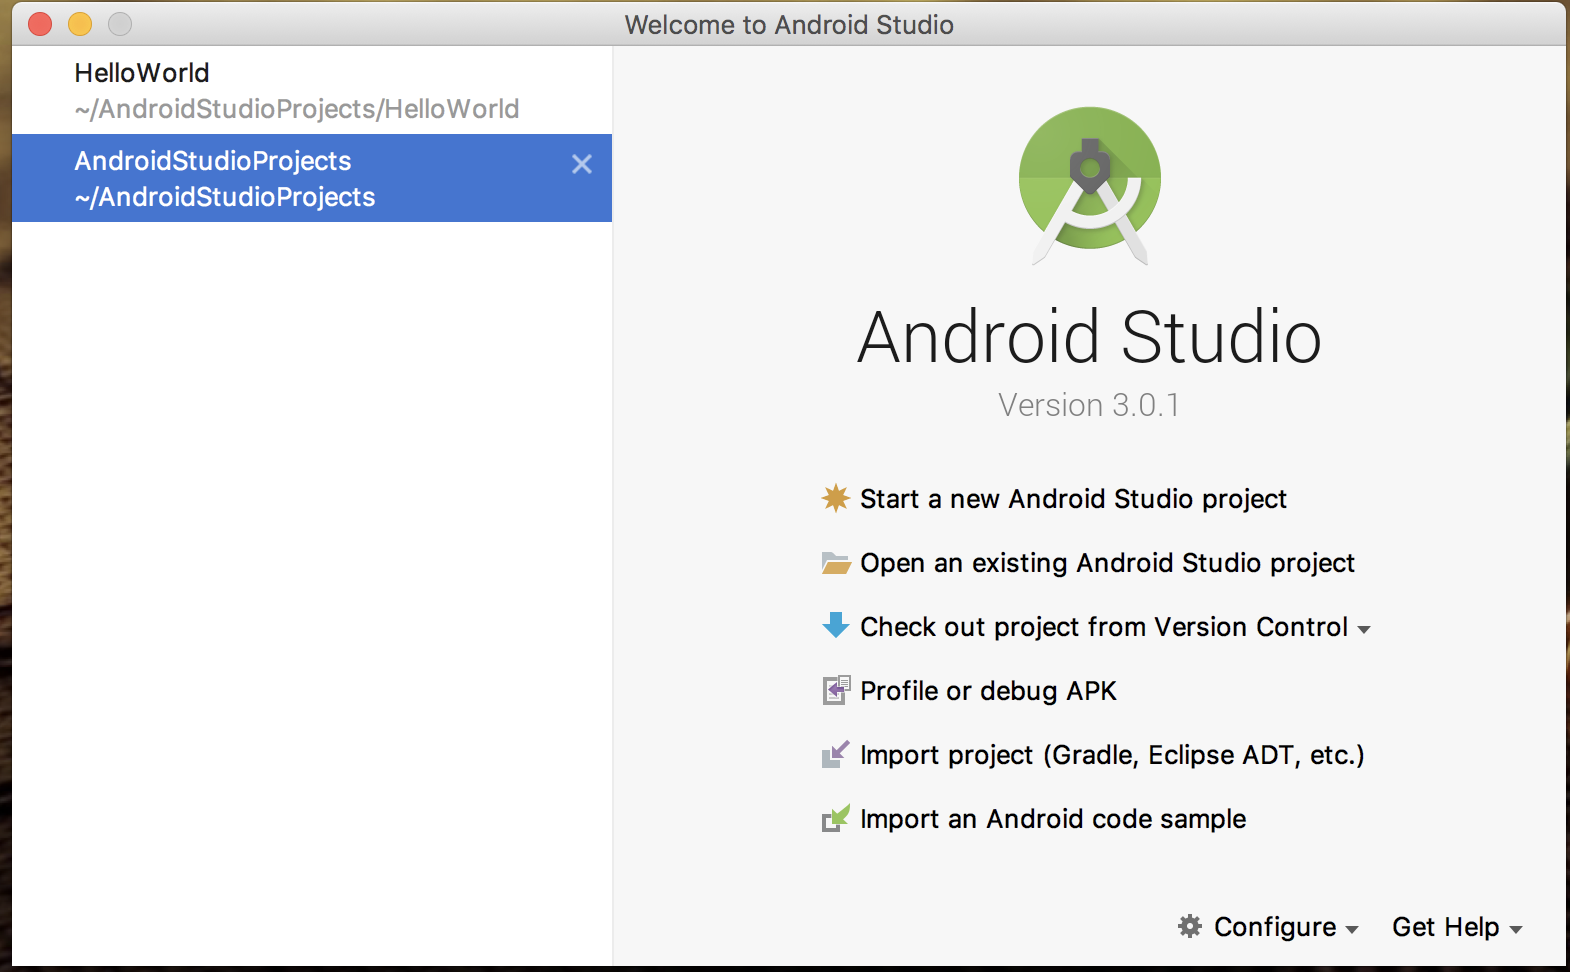 Welcome to Android Studio
HelloWorld
~/AndroidStudioProjects/HelloWorld
AndroidStudioProjects
~/AndroidStudioProjects
Android Studio
Version 3.0.1
Start a new Android Studio project
Open an existing Android Studio project
Check out project from Version Control
Profile or debug APK
Import project (Gradle, Eclipse ADT, etc.)
Import an Android code sample
Configure Get Help